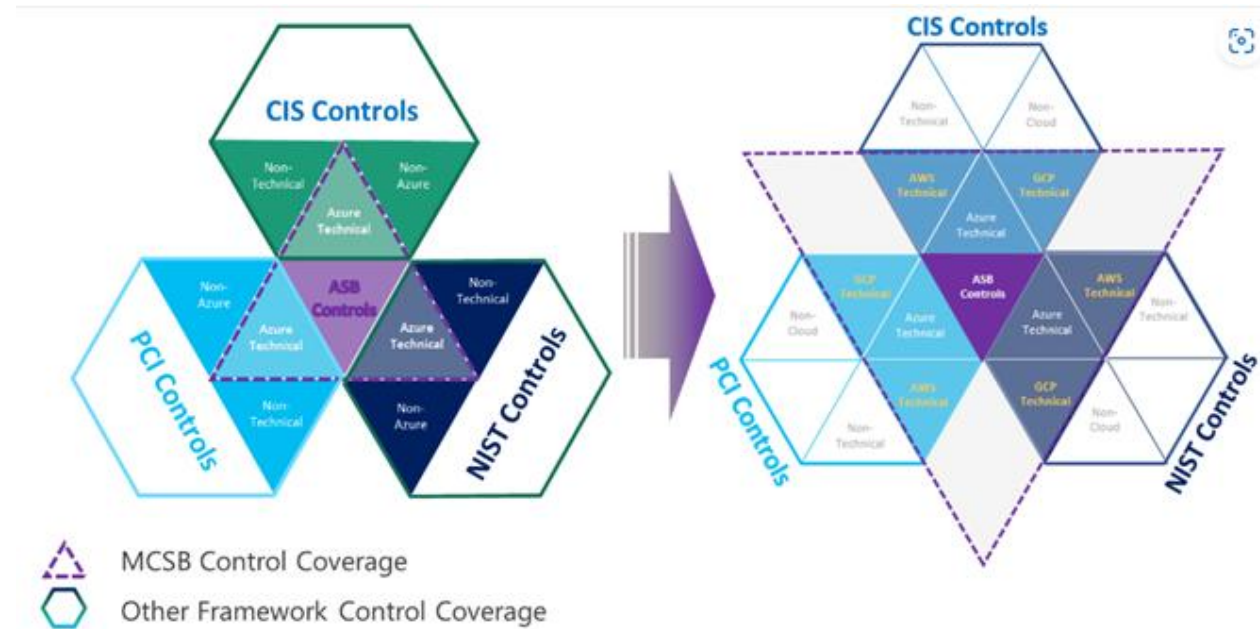 CIS Controls
Non-
Technical
Non-
Azure
Azure
Technical
Non-
Azure
ASB
Controls
Non-
Technical
Azure
Technical
Azure
Technical
PCI Controls
Non-
Technical
Non-
Azure
NIST Controls
CIS Controls
Non-
Technical
Non-
Cloud
AWS
Technical
GCP
Technical
Azure
Technical
GCP
Technical
ASB
Controls
AWS
Technical
Non-
Cloud
Azure
Technical
Azure
Technical
Non-
Technical
PCI Controls
AWS
Technical
GCP
Technical
Non-
Technical
Non-
Cloud
NIST Controls
MCSB Control Coverage
Other Framework Control Coverage